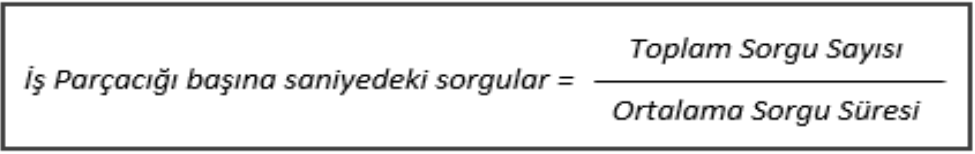 İş Parçacığı başına saniyedeki sorgular =
Toplam Sorgu Sayısı
Ortalama Sorgu Süresi